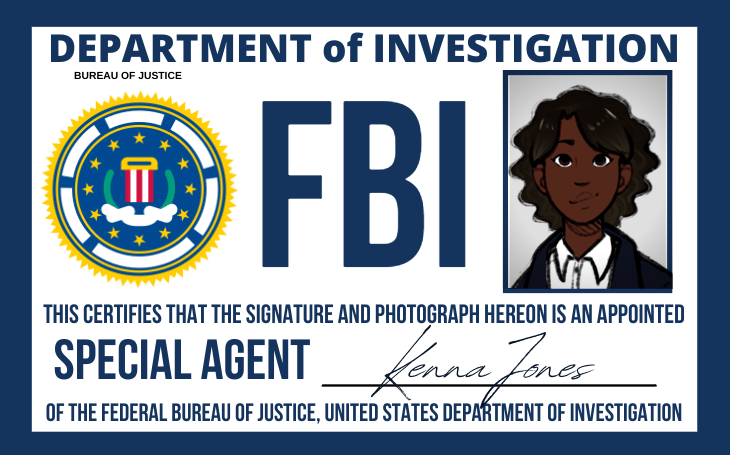 DEPARTMENT of INVESTIGATION
BUREAU OF JUSTICE
FBI
THIS CERTIFIES THAT THE SIGNATURE AND PHOTOGRAPH HEREON IS AN APPOINTED
SPECIAL AGENT Kenna Jones
OF THE FEDERAL BUREAU OF JUSTICE, UNITED STATES DEPARTMENT OF INVESTIGATION